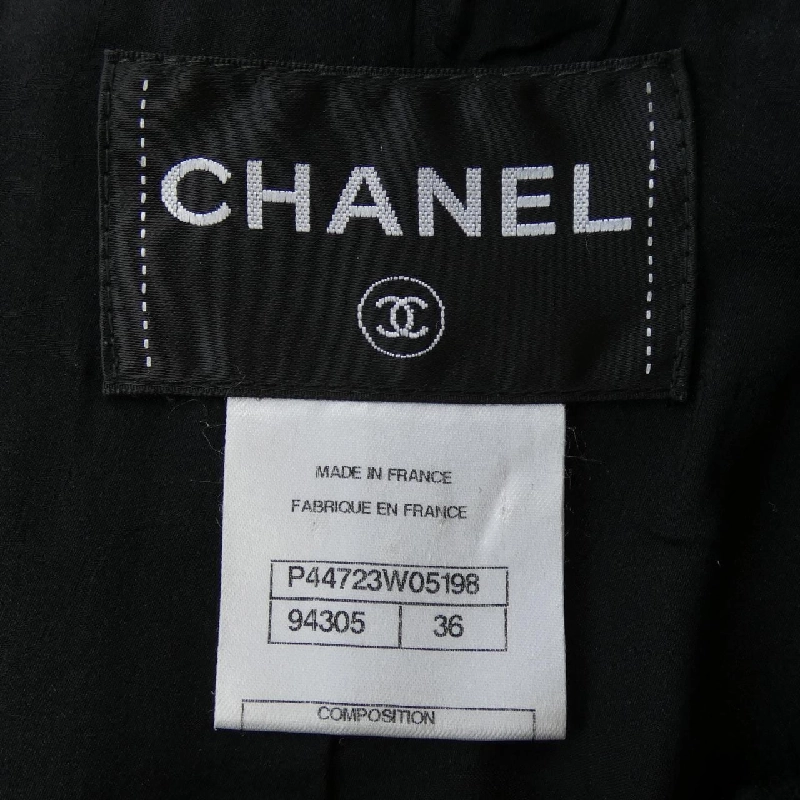 CHANEL
MADE IN FRANCE
FABRIQUE EN FRANCE
P44723W05198
94305 36
COMPOSITION